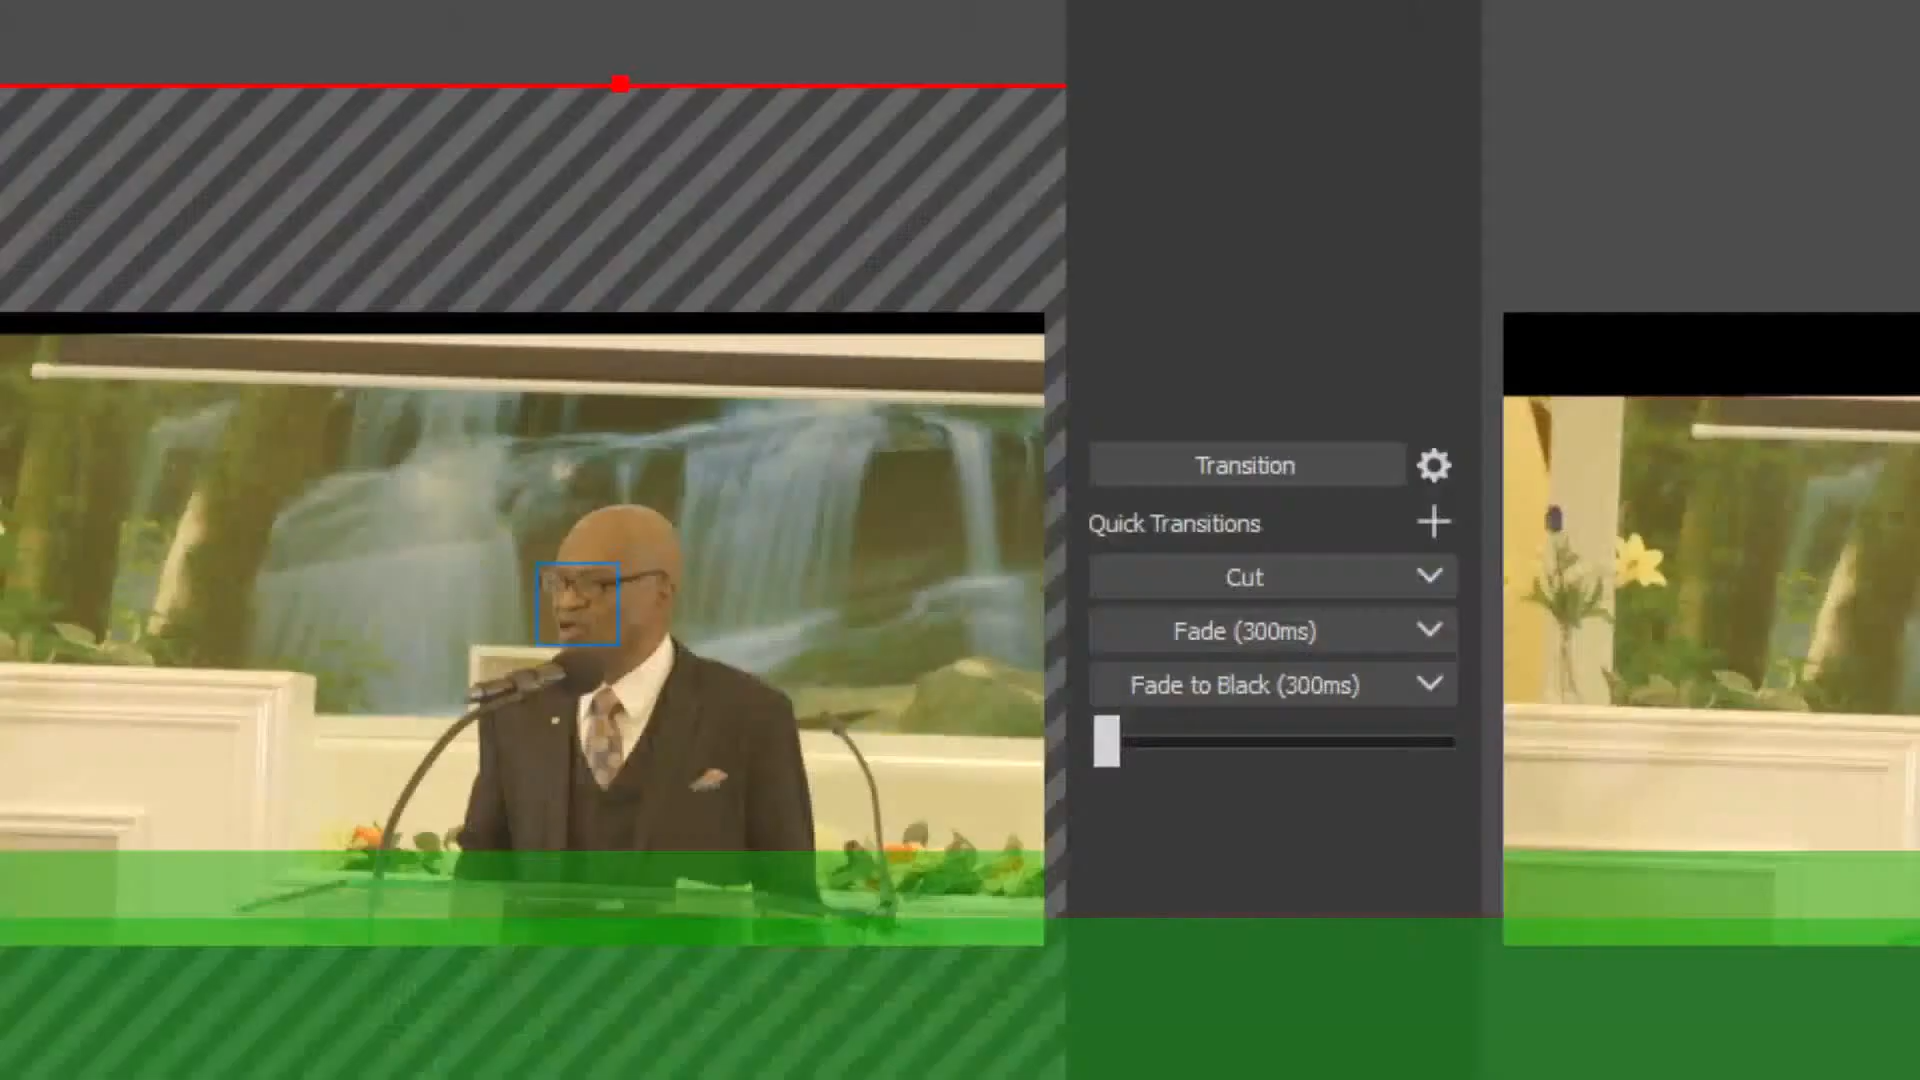 Transition
Quick Transitions
Cut
Fade (300ms)
Fade to Black (300ms)